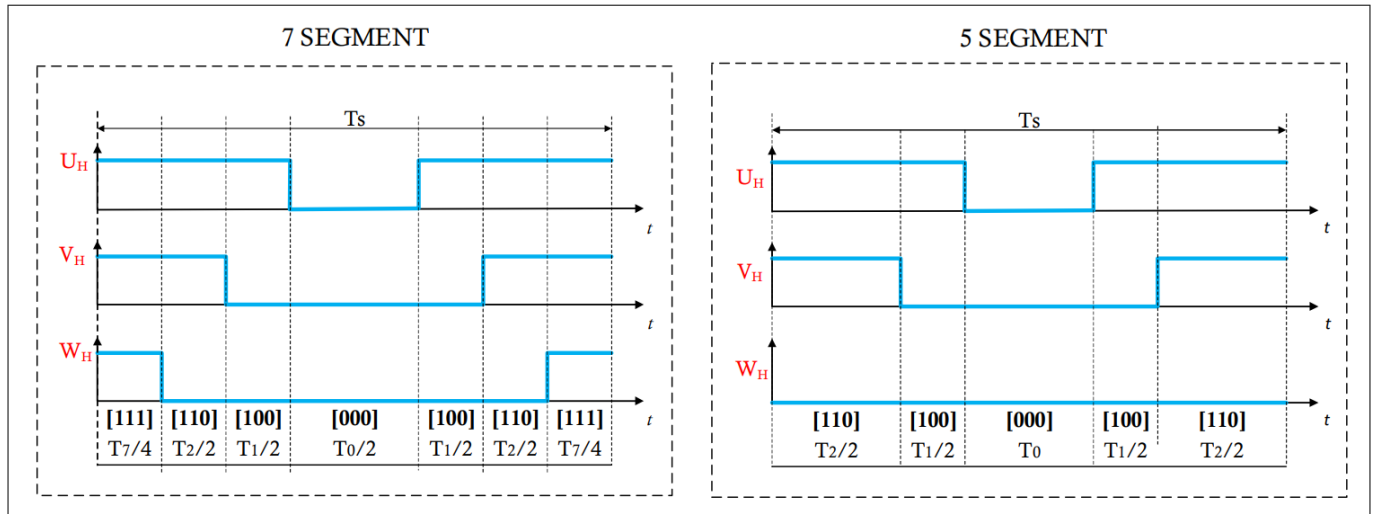 7 SEGMENT
Ts
UH
t
VH
t
WH
t
[111] [110] [100] [000] [100] [110] [111]
T7/4 T2/2 T1/2 T0/2 T1/2 T2/2 T7/4
5 SEGMENT
Ts
UH
t
VH
t
WH
t
[110] [100] [000] [100] [110]
T2/2 T1/2 T0 T1/2 T2/2